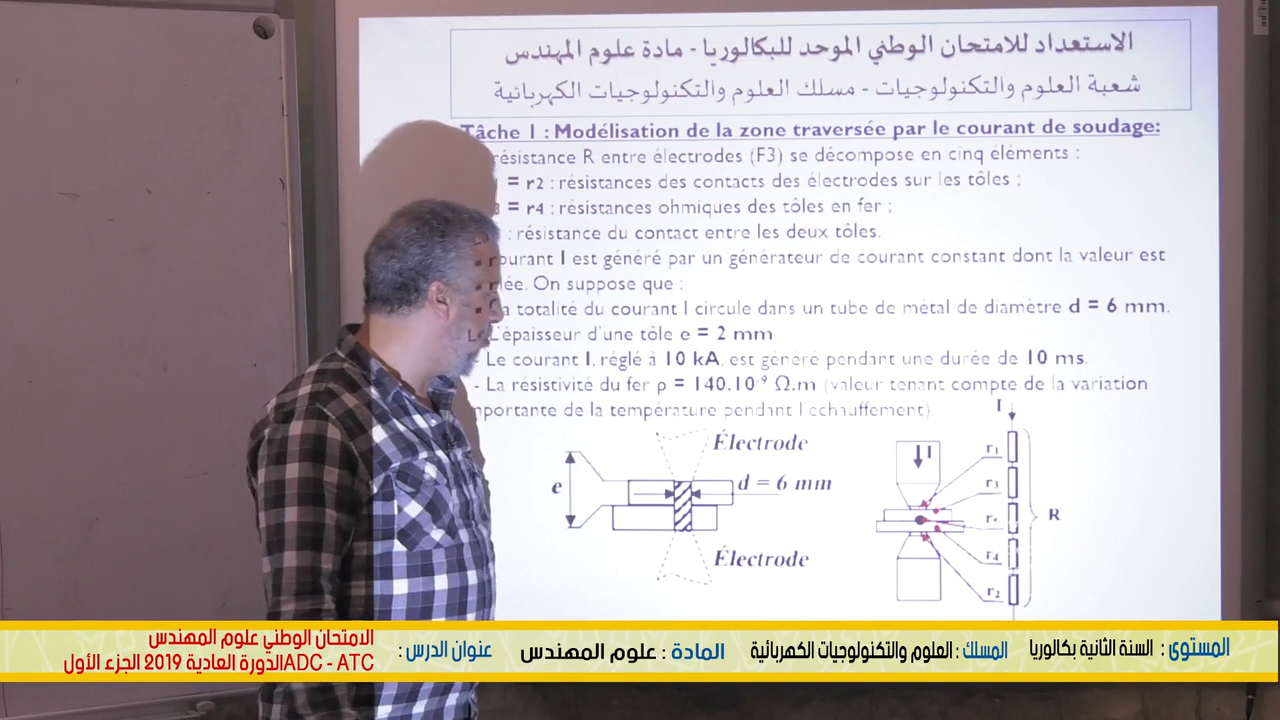 الاستعداد للامتحان الوطني الموحد للبكالوريا - مادة علوم المهندس
شعبة العلوم والتكنولوجيات - مسلك العلوم والتكنولوجيات الكهربائية
Tâche 1 : Modélisation de la zone traversée par le courant de soudage:
résistance R entre électrodes (F3) se décompose en cinq éléments :
= r2 : résistances des contacts des électrodes sur les tôles ;
= r4 : résistances ohmiques des tôles en fer ;
: résistance du contact entre les deux tôles.
courant I est généré par un générateur de courant constant dont la valeur est
On suppose que :
totalité du courant I circule dans un tube de métal de diamètre d = 6 mm.
L'épaisseur d'une tôle e = 2 mm
- Le courant I, réglé à 10 kA, est généré pendant une durée de 10 ms.
- La résistivité du fer ρ = 140.10⁻⁹ Ω.m (valeur tenant compte de la variation
importante de la température pendant l'échauffement).
Électrode
e
d = 6 mm
Électrode
I
I
r1
r3
r5
r4
r2
R
المستوى : السنة الثانية بكالوريا
المسلك : العلوم والتكنولوجيات الكهربائية
المادة : علوم المهندس
عنوان الدرس :
الامتحان الوطني علوم المهندس
ADC - ATCالدورة العادية 2019 الجزء الأول